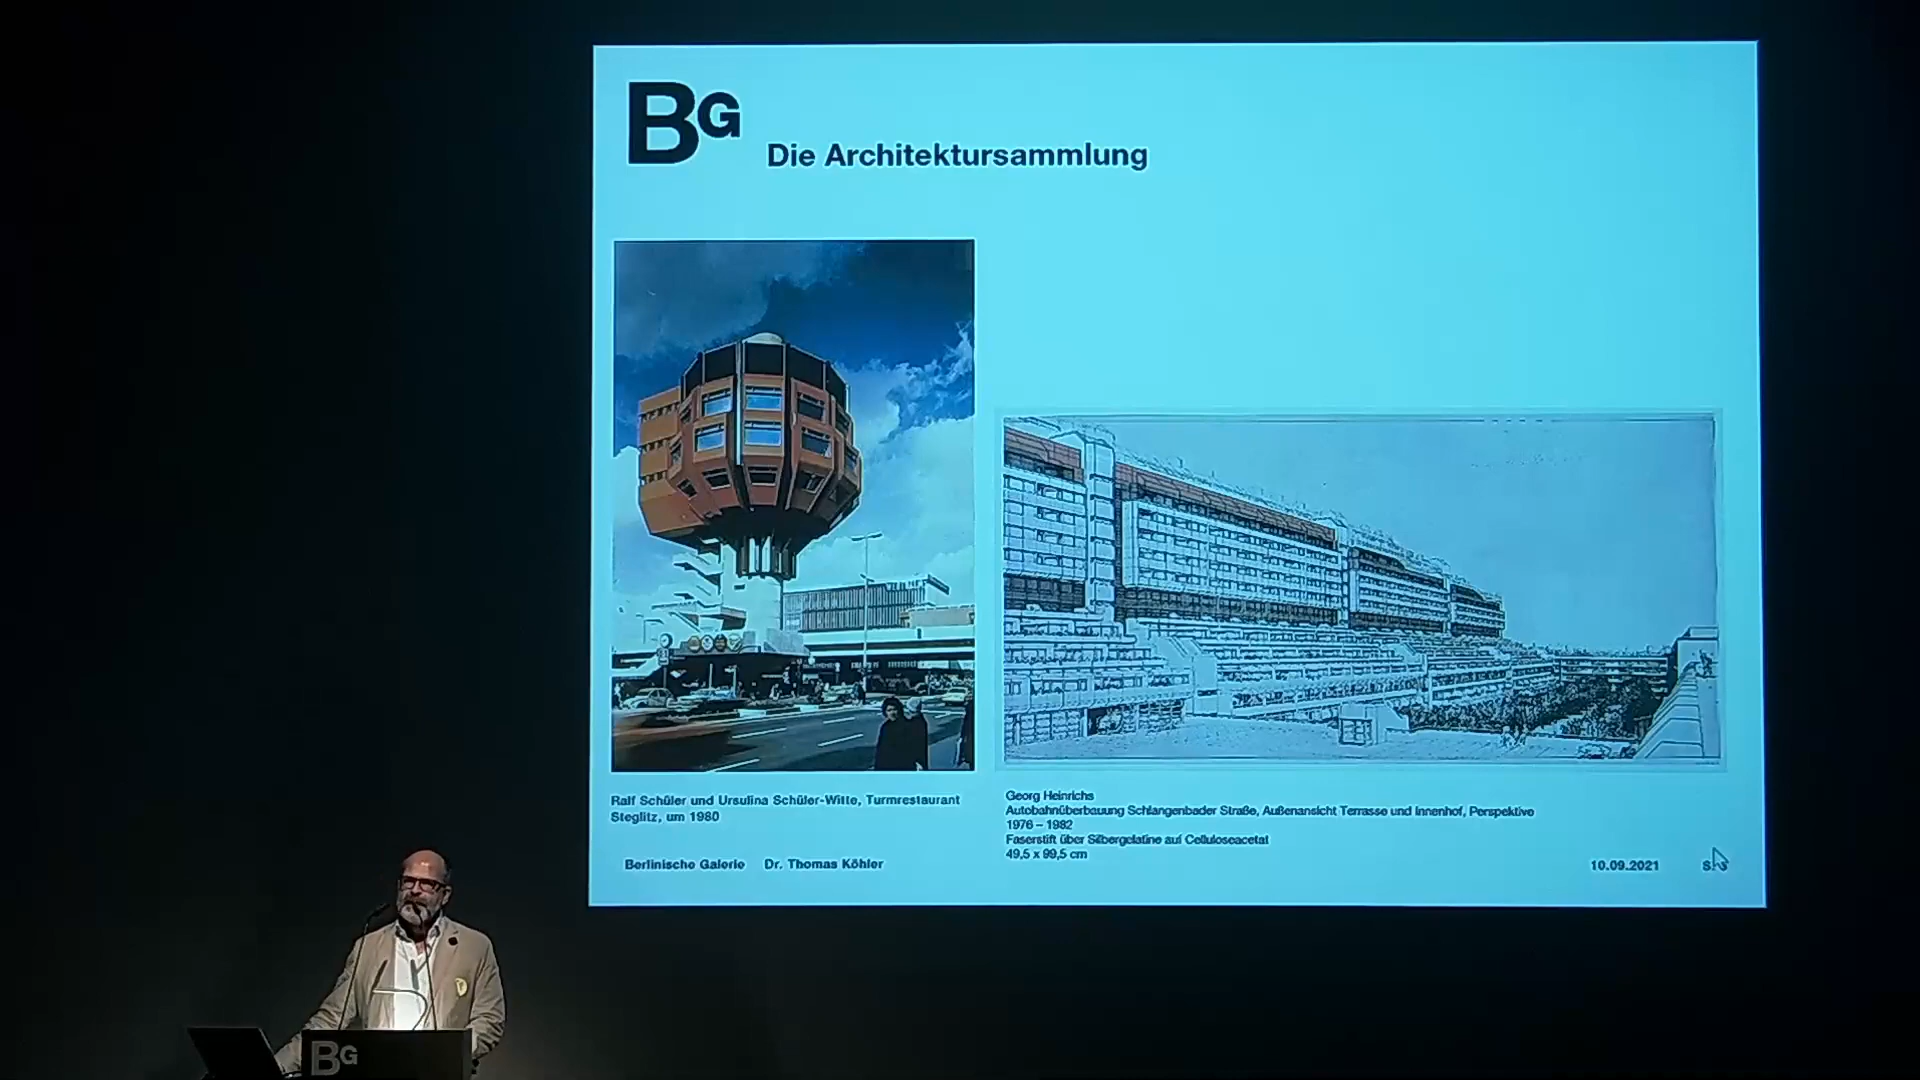 BG
Die Architektursammlung
Ralf Schüler und Ursulina Schüler-Witte, Turmrestaurant
Steglitz, um 1980
Georg Heinrichs
Autobahnüberbauung Schlangenbader Straße, Außenansicht Terrasse und Innenhof, Perspektive
1976 – 1982
Faserstift über Silbergelatine auf Celluloseacetat
49,5 x 99,5 cm
Berlinische Galerie Dr. Thomas Köhler
10.09.2021
BG